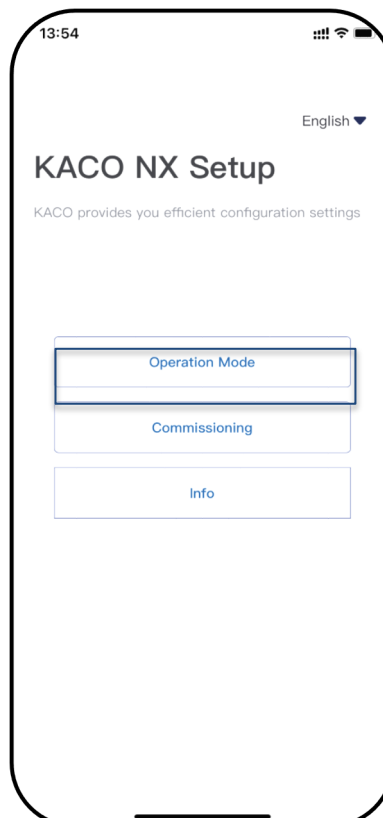 13:54
English
KACO NX Setup
KACO provides you efficient configuration settings
Operation Mode
Commissioning
Info